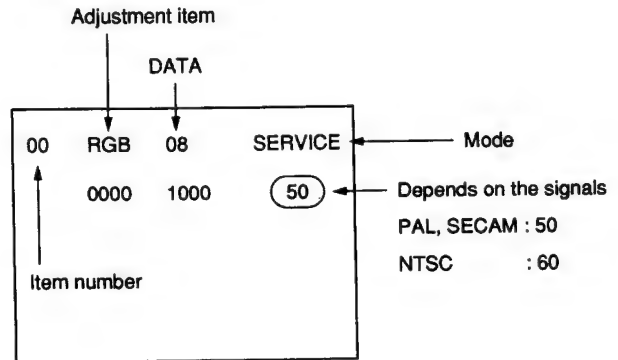 Adjustment item
DATA
00 RGB 08 SERVICE Mode
0000 1000 50 Depends on the signals
PAL, SECAM : 50
NTSC : 60
Item number